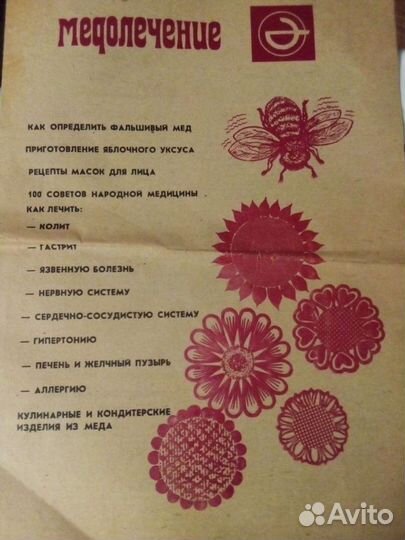 медолечение
КАК ОПРЕДЕЛИТЬ ФАЛЬШИВЫЙ МЕД
ПРИГОТОВЛЕНИЕ ЯБЛОЧНОГО УКСУСА
РЕЦЕПТЫ МАСОК ДЛЯ ЛИЦА
100 СОВЕТОВ НАРОДНОЙ МЕДИЦИНЫ
КАК ЛЕЧИТЬ:
— КОЛИТ
— ГАСТРИТ
— ЯЗВЕННУЮ БОЛЕЗНЬ
— НЕРВНУЮ СИСТЕМУ
— СЕРДЕЧНО-СОСУДИСТУЮ СИСТЕМУ
— ГИПЕРТОНИЮ
— ПЕЧЕНЬ И ЖЕЛЧНЫЙ ПУЗЫРЬ
— АЛЛЕРГИЮ
КУЛИНАРНЫЕ И КОНДИТЕРСКИЕ
ИЗДЕЛИЯ ИЗ МЕДА
Avito